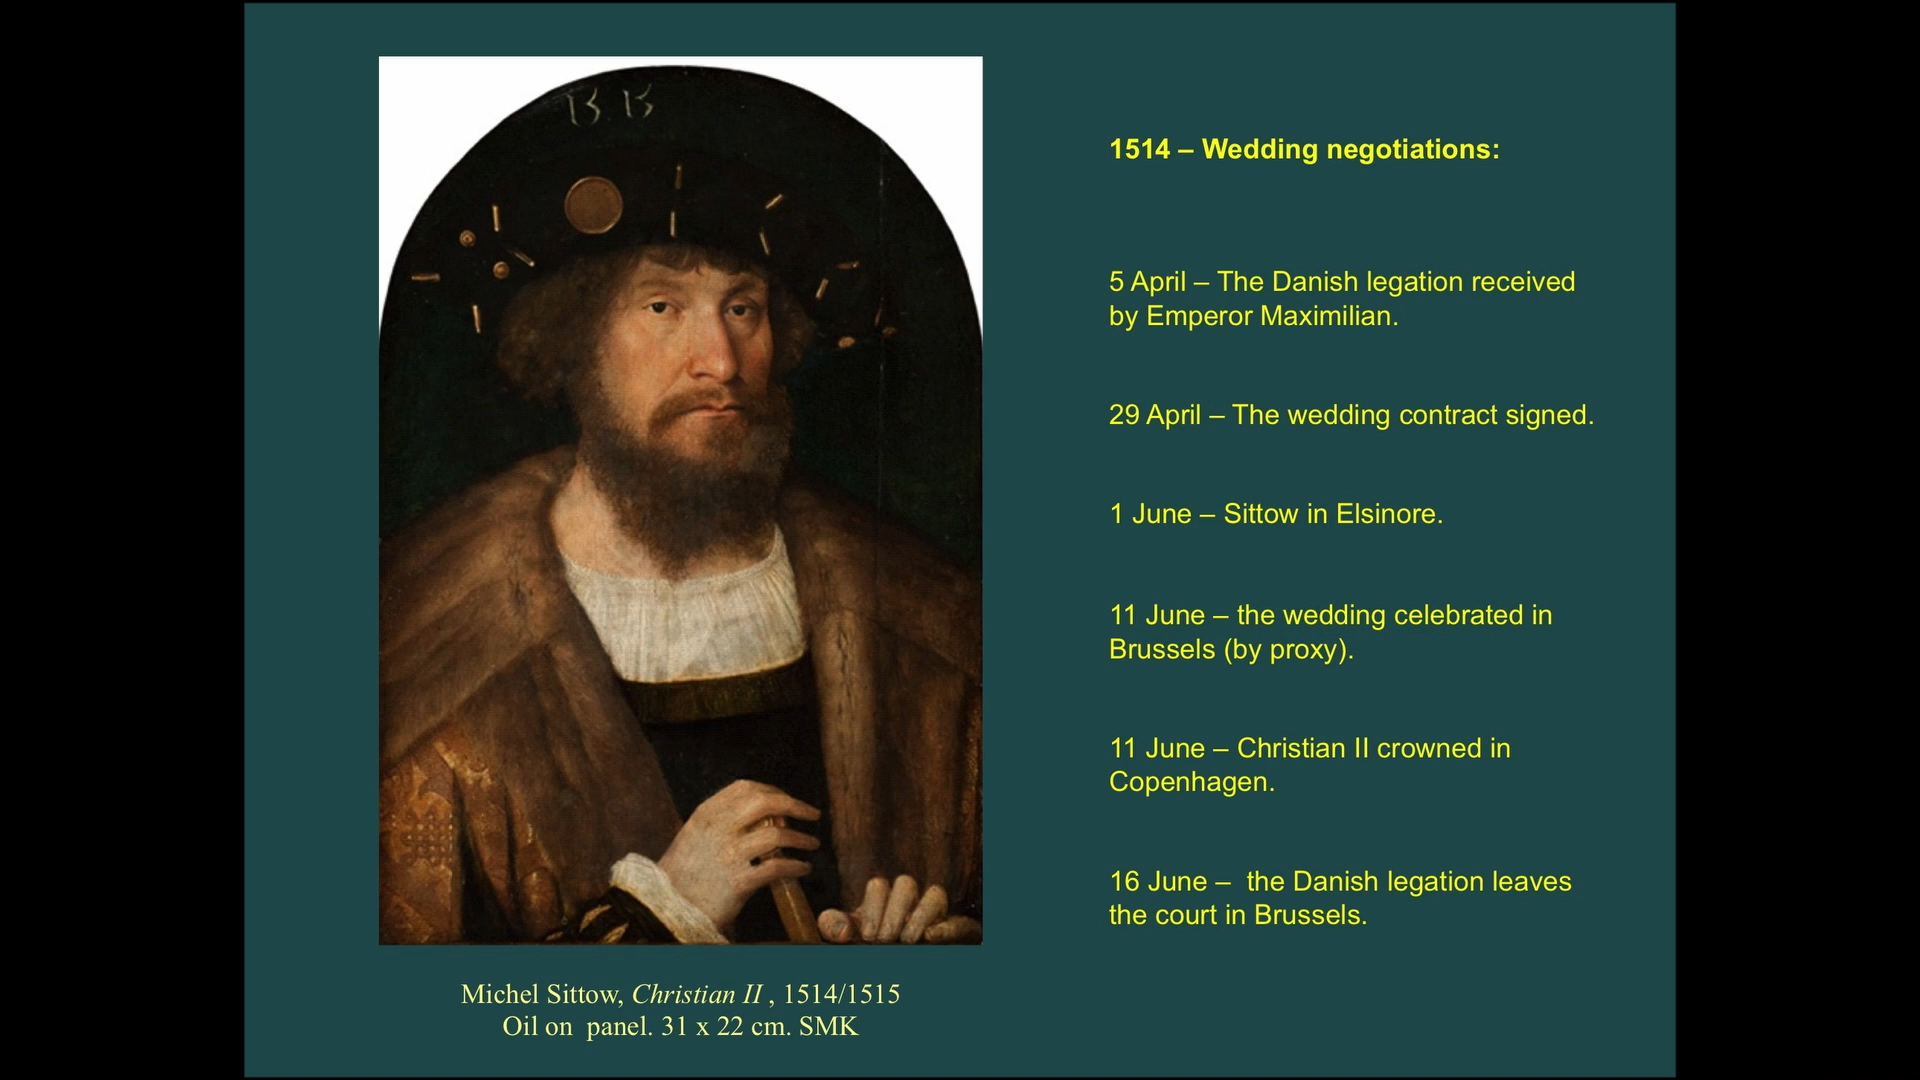 15 15
1514 – Wedding negotiations:
5 April – The Danish legation received
by Emperor Maximilian.
29 April – The wedding contract signed.
1 June – Sittow in Elsinore.
11 June – the wedding celebrated in
Brussels (by proxy).
11 June – Christian II crowned in
Copenhagen.
16 June –  the Danish legation leaves
the court in Brussels.
Michel Sittow, Christian II , 1514/1515
Oil on  panel. 31 x 22 cm. SMK